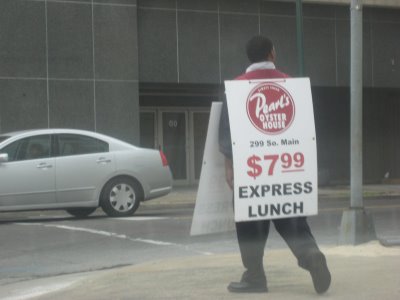 Pearl's
OYSTER
HOUSE
299 So. Main
$7.99
EXPRESS
LUNCH